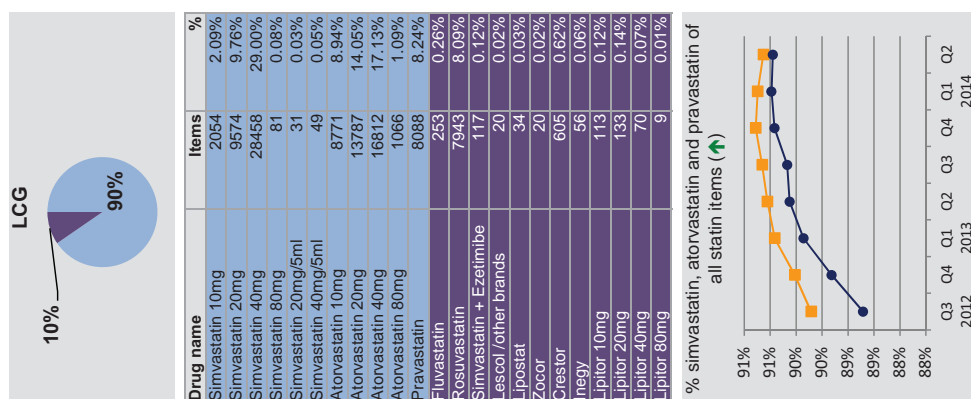 LCG
10%
90%
Drug name Items %
Simvastatin 10mg 2054 2.09%
Simvastatin 20mg 9574 9.76%
Simvastatin 40mg 28458 29.00%
Simvastatin 80mg 81 0.08%
Simvastatin 20mg/5ml 31 0.03%
Simvastatin 40mg/5ml 49 0.05%
Atorvastatin 10mg 8771 8.94%
Atorvastatin 20mg 13787 14.05%
Atorvastatin 40mg 16812 17.13%
Atorvastatin 80mg 1066 1.09%
Pravastatin 8088 8.24%
Fluvastatin 253 0.26%
Rosuvastatin 7943 8.09%
Simvastatin + Ezetimibe 117 0.12%
Lescol /other brands 20 0.02%
Lipostat 34 0.03%
Zocor 20 0.02%
Crestor 605 0.62%
Inegy 56 0.06%
Lipitor 10mg 113 0.12%
Lipitor 20mg 133 0.14%
Lipitor 40mg 70 0.07%
Lipitor 80mg 9 0.01%
% simvastatin, atorvastatin and pravastatin of
all statin items (↑)
91%
91%
90%
90%
89%
89%
88%
88%
Q3 Q4 Q1 Q2 Q3 Q4 Q1 Q2
2012 2013 2014